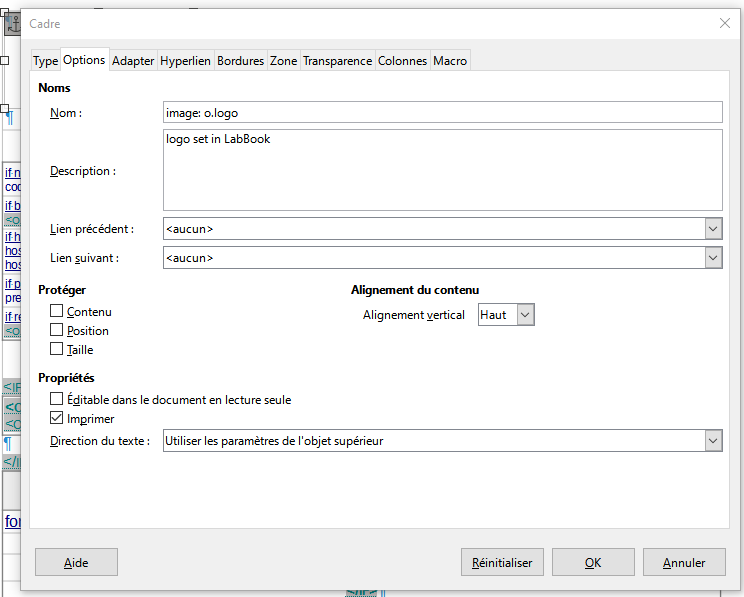 Cadre
Type Options Adapter Hyperlien Bordures Zone Transparence Colonnes Macro
Noms
Nom : image: o.logo
Description : logo set in LabBook
Lien précédent : <aucun>
Lien suivant : <aucun>
Protéger
Contenu
Position
Taille
Alignement du contenu
Alignement vertical Haut
Propriétés
Éditable dans le document en lecture seule
Imprimer
Direction du texte : Utiliser les paramètres de l'objet supérieur
Aide Réinitialiser OK Annuler